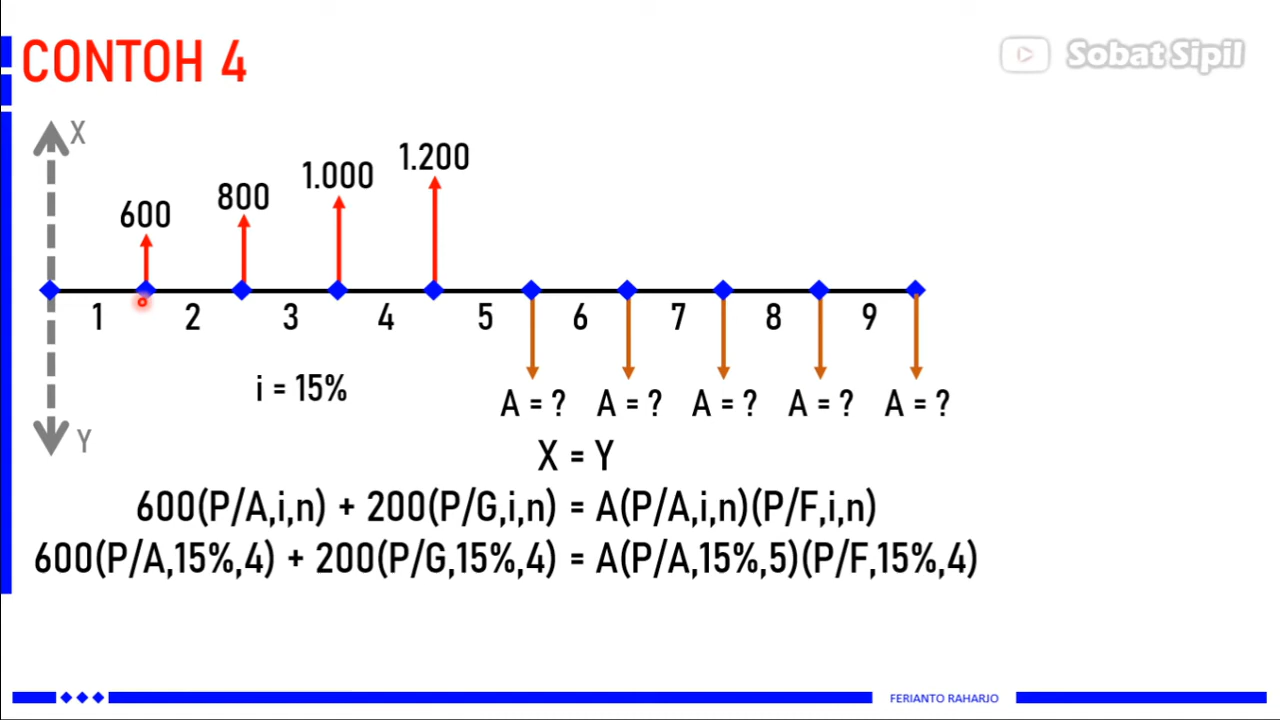 CONTOH 4
Sobat Sipil
X
1.200
1.000
800
600
1 2 3 4 5 6 7 8 9
i = 15%
A = ? A = ? A = ? A = ? A = ?
Y
X = Y
600(P/A,i,n) + 200(P/G,i,n) = A(P/A,i,n)(P/F,i,n)
600(P/A,15%,4) + 200(P/G,15%,4) = A(P/A,15%,5)(P/F,15%,4)
FERIANTO RAHARJO